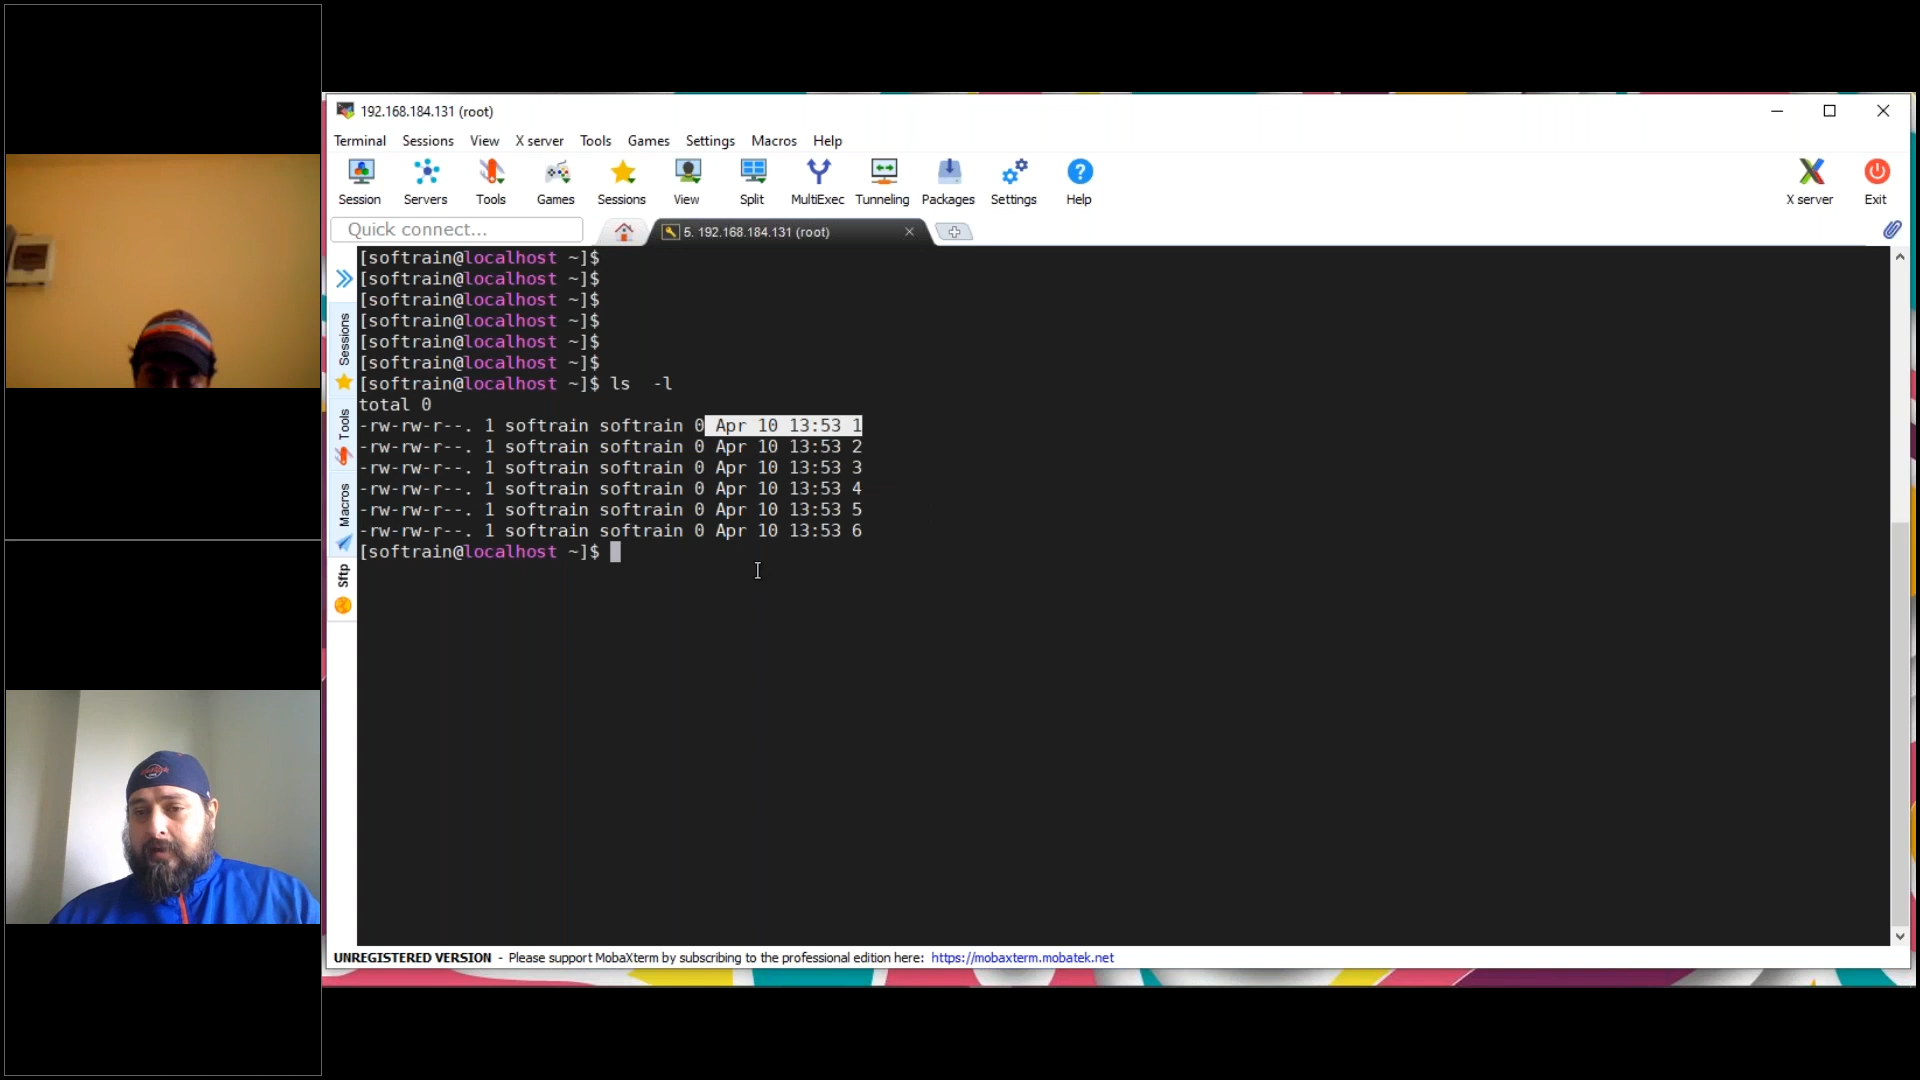 192.168.184.131 (root)
Terminal Sessions View X server Tools Games Settings Macros Help
Session Servers Tools Games Sessions View Split MultiExec Tunneling Packages Settings Help X server Exit
Quick connect... 5. 192.168.184.131 (root)
[softrain@localhost ~]$
[softrain@localhost ~]$
[softrain@localhost ~]$
[softrain@localhost ~]$
[softrain@localhost ~]$
[softrain@localhost ~]$
[softrain@localhost ~]$ ls  -l
total 0
-rw-rw-r--. 1 softrain softrain 0 Apr 10 13:53 1
-rw-rw-r--. 1 softrain softrain 0 Apr 10 13:53 2
-rw-rw-r--. 1 softrain softrain 0 Apr 10 13:53 3
-rw-rw-r--. 1 softrain softrain 0 Apr 10 13:53 4
-rw-rw-r--. 1 softrain softrain 0 Apr 10 13:53 5
-rw-rw-r--. 1 softrain softrain 0 Apr 10 13:53 6
[softrain@localhost ~]$
Sessions
Tools
Macros
Sftp
UNREGISTERED VERSION - Please support MobaXterm by subscribing to the professional edition here: https://mobaxterm.mobatek.net